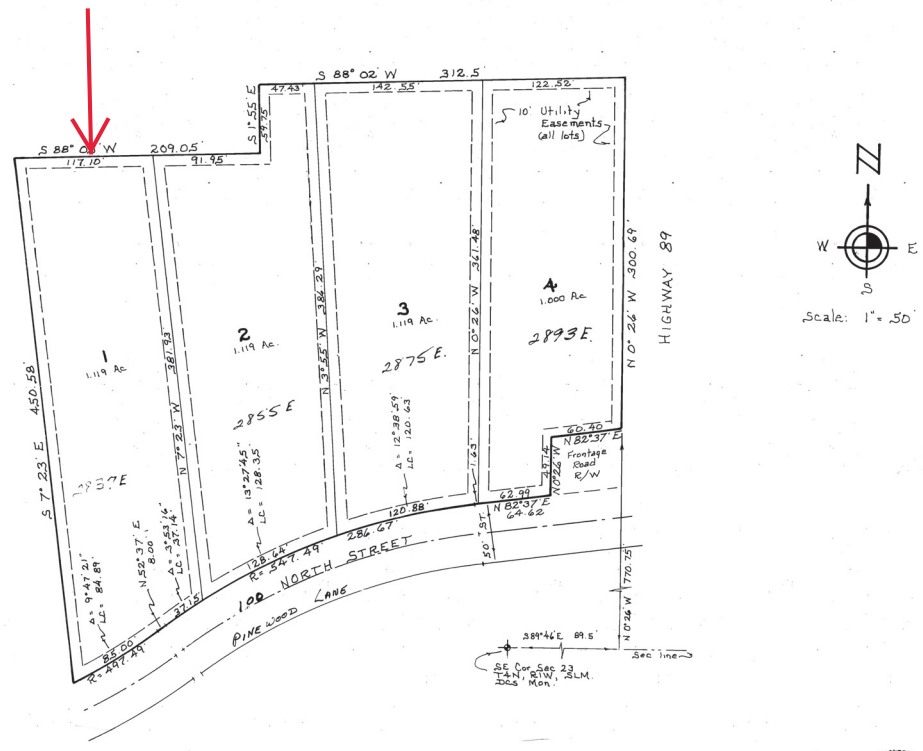 S 88° 02' W 312.5'
47.43'
142.55'
122.52'
S 1° 55' E
59.75
10' Utility
Easements
(all lots)
S 88° W 209.05'
117.10'
91.95'
N
W
E
S
Scale: 1" = 50'
N 0° 26' W 300.69'
HIGHWAY 89
N 0° 26' W 361.48'
N 3° 55' W 386.29'
N 7° 23' W 381.93'
S 7° 23' E 450.58'
1
1.119 Ac
2837 E
2
1.119 Ac.
2855 E
3
1.119 Ac.
2875 E.
4
1.000 Ac
2893 E.
Δ = 9° 47' 21"
LC = 84.89'
N 52° 37' E
8.00'
Δ = 3° 53' 16"
LC = 37.14'
Δ = 13° 27' 45"
LC = 128.35
Δ = 12° 38' 59"
LC = 120.63
1.63'
60.40
N 82° 37' E
Frontage
Road
R/W
49.14
N 0° 26' W
62.99
N 82° 37' E
64.62
120.88'
286.67'
128.64'
R = 547.49
37.15
85.00'
R = 497.49
50' ST.
100 NORTH STREET
PINEWOOD LANE
N 0° 26' W 770.75'
S 89° 46' E 89.5'
Sec line
SE Cor Sec 23
T4N, R1W, SLM.
DCS Mon.